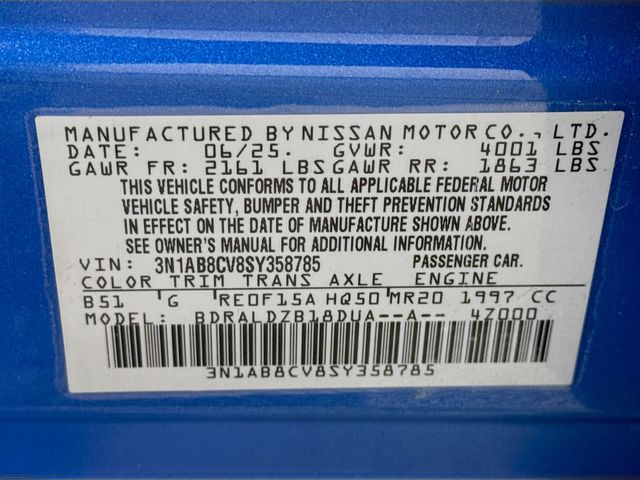 MANUFACTURED BY NISSAN MOTOR CO., LTD.
DATE: 06/25. GVWR: 4001 LBS
GAWR FR: 2161 LBS GAWR RR: 1863 LBS
THIS VEHICLE CONFORMS TO ALL APPLICABLE FEDERAL MOTOR
VEHICLE SAFETY, BUMPER AND THEFT PREVENTION STANDARDS
IN EFFECT ON THE DATE OF MANUFACTURE SHOWN ABOVE.
SEE OWNER'S MANUAL FOR ADDITIONAL INFORMATION.
VIN: 3N1AB8CV8SY358785 PASSENGER CAR.
COLOR TRIM TRANS AXLE ENGINE
B51 G RE0F15A HQ50 MR20 1997 CC
MODEL: BDRALDZB18DUA--A-- 4Z000
3N1AB8CV8SY358785